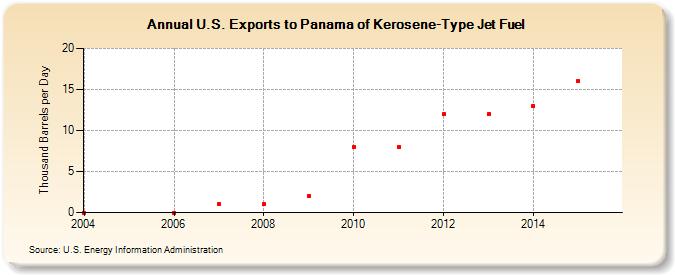 Annual U.S. Exports to Panama of Kerosene-Type Jet Fuel
Thousand Barrels per Day
20
15
10
5
0
2004 2006 2008 2010 2012 2014
Source: U.S. Energy Information Administration